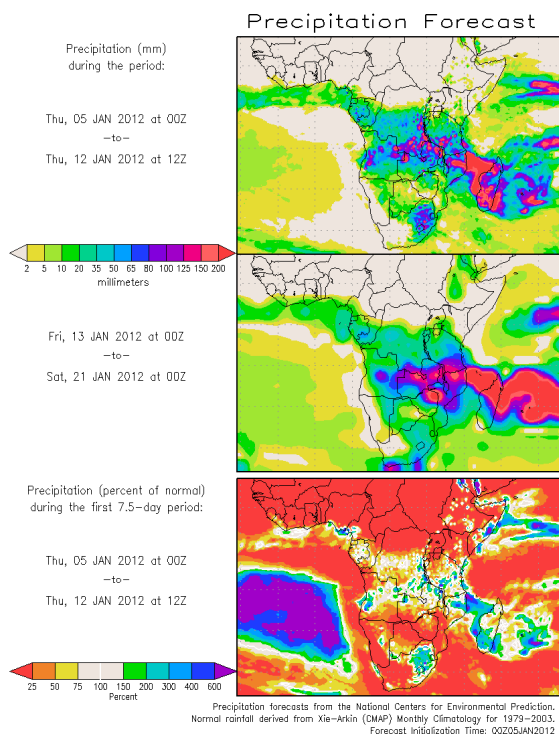 Precipitation Forecast
Precipitation (mm)
during the period:
Thu, 05 JAN 2012 at 00Z
-to-
Thu, 12 JAN 2012 at 12Z
2 5 10 20 35 50 65 80 100 125 150 200
millimeters
Fri, 13 JAN 2012 at 00Z
-to-
Sat, 21 JAN 2012 at 00Z
Precipitation (percent of normal)
during the first 7.5-day period:
Thu, 05 JAN 2012 at 00Z
-to-
Thu, 12 JAN 2012 at 12Z
25 50 75 100 150 200 300 400 600
Percent
Precipitation forecasts from the National Centers for Environmental Prediction.
Normal rainfall derived from Xie-Arkin (CMAP) Monthly Climatology for 1979-2003.
Forecast Initialization Time: 00Z05JAN2012